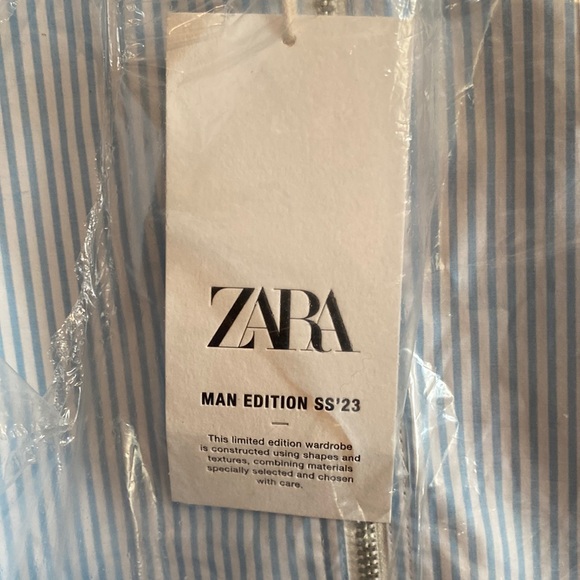 ZARA
MAN EDITION SS'23
This limited edition wardrobe
is constructed using shapes and
textures, combining materials
specially selected and chosen
with care.